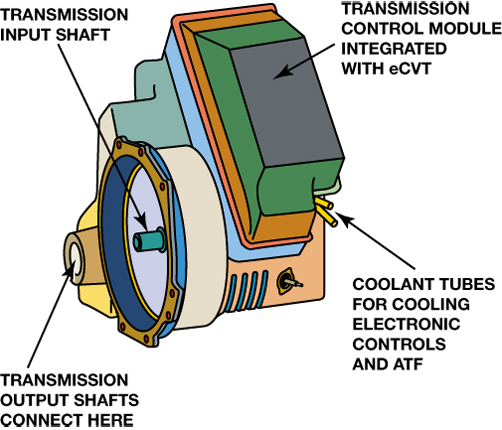 TRANSMISSION
INPUT SHAFT
TRANSMISSION
CONTROL MODULE
INTEGRATED
WITH eCVT
COOLANT TUBES
FOR COOLING
ELECTRONIC
CONTROLS
AND ATF
TRANSMISSION
OUTPUT SHAFTS
CONNECT HERE